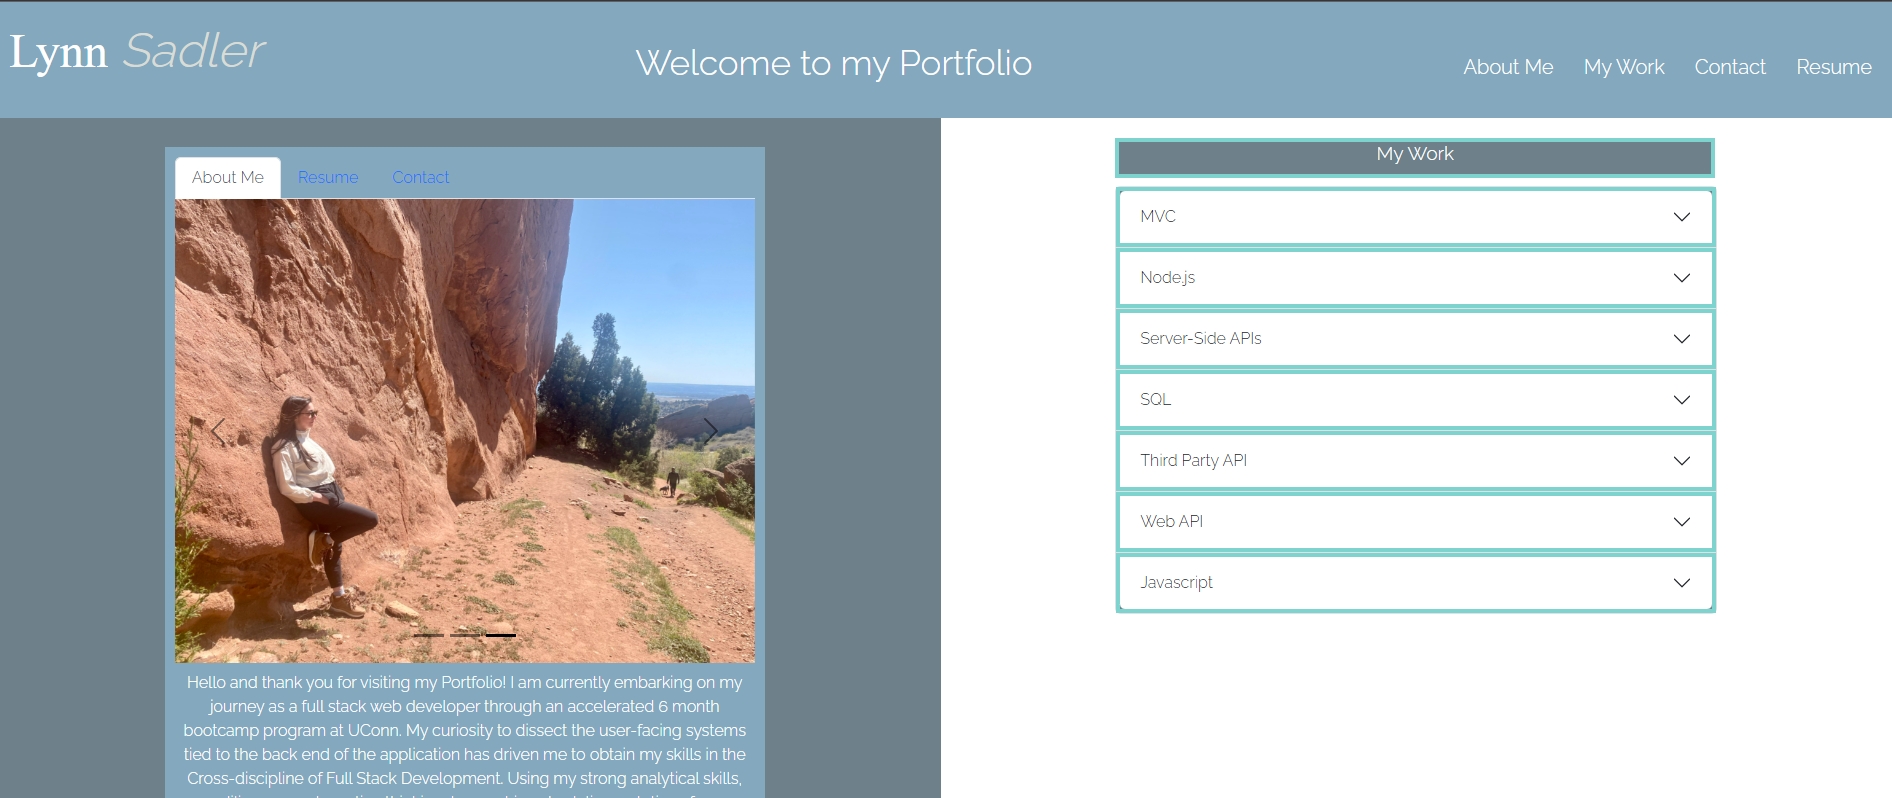 Lynn Sadler
Welcome to my Portfolio
About Me My Work Contact Resume
About Me Resume Contact
Hello and thank you for visiting my Portfolio! I am currently embarking on my
journey as a full stack web developer through an accelerated 6 month
bootcamp program at UConn. My curiosity to dissect the user-facing systems
tied to the back end of the application has driven me to obtain my skills in the
Cross-discipline of Full Stack Development. Using my strong analytical skills,
My Work
MVC
Node.js
Server-Side APIs
SQL
Third Party API
Web API
Javascript